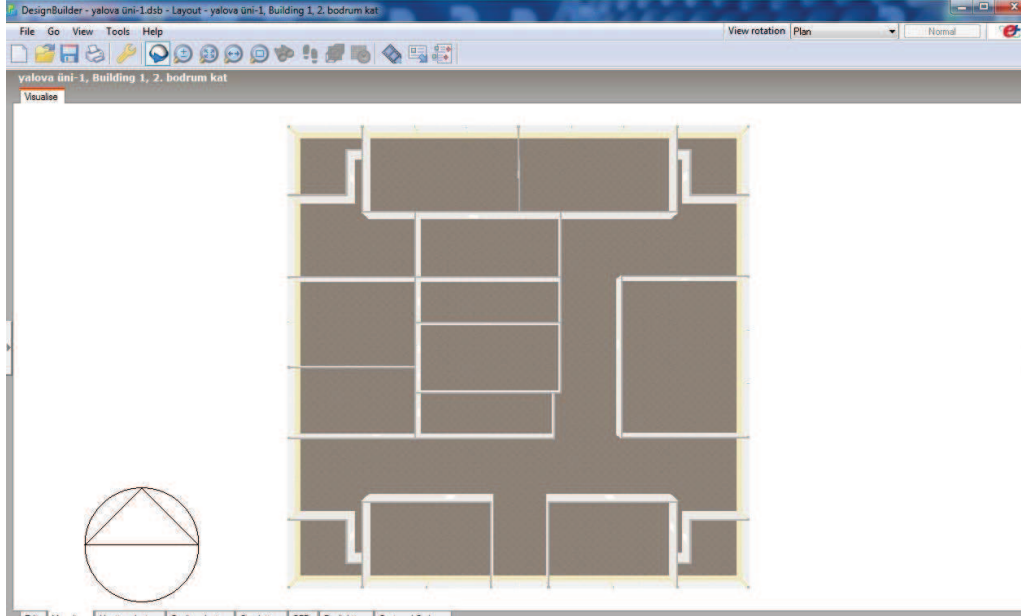 DesignBuilder - yalova üni-1.dsb - Layout - yalova üni-1, Building 1, 2. bodrum kat
File Go View Tools Help
View rotation Plan Normal
yalova üni-1, Building 1, 2. bodrum kat
Visualise